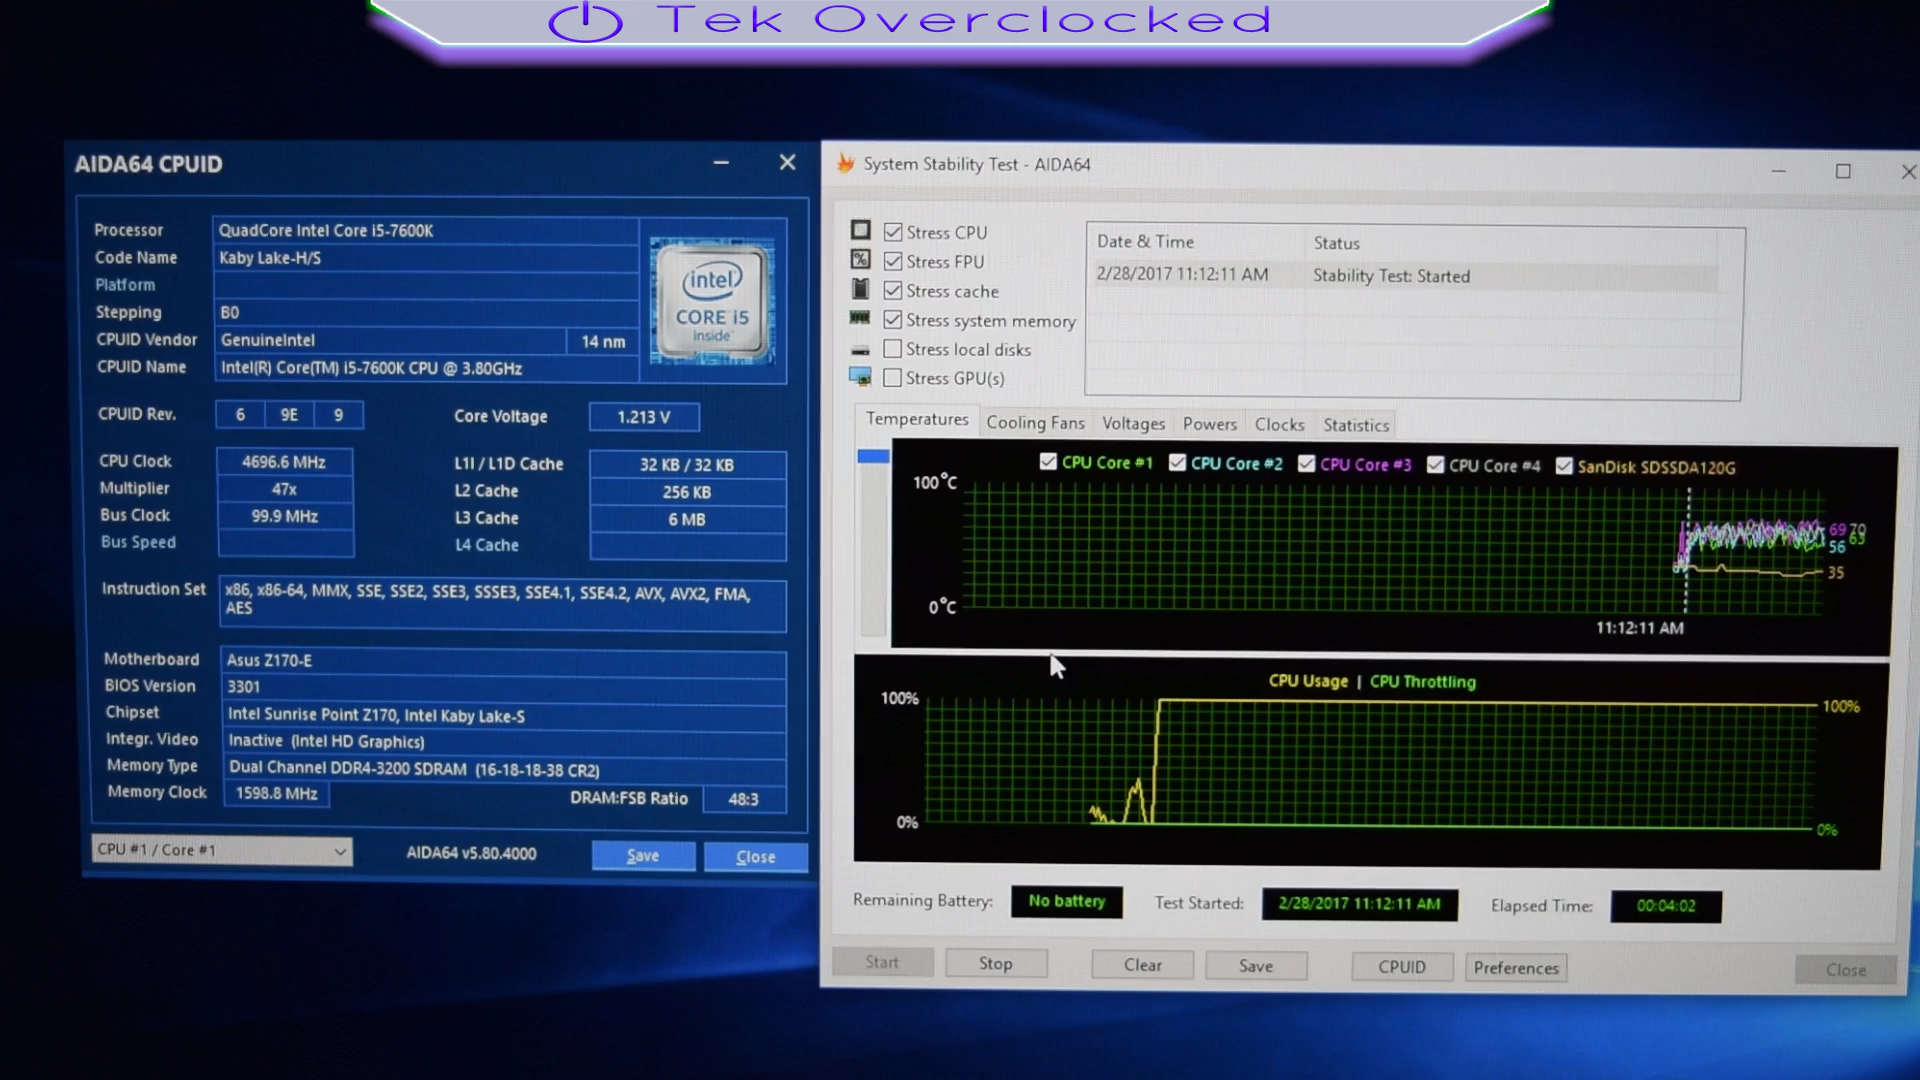 Tek Overclocked
AIDA64 CPUID
Processor QuadCore Intel Core i5-7600K
Code Name Kaby Lake-H/S
Platform
Stepping B0
CPUID Vendor GenuineIntel 14 nm
CPUID Name Intel(R) Core(TM) i5-7600K CPU @ 3.80GHz
intel
CORE i5
inside
CPUID Rev. 6 9E 9 Core Voltage 1.213 V
CPU Clock 4696.6 MHz L1I / L1D Cache 32 KB / 32 KB
Multiplier 47x L2 Cache 256 KB
Bus Clock 99.9 MHz L3 Cache 6 MB
Bus Speed L4 Cache
Instruction Set x86, x86-64, MMX, SSE, SSE2, SSE3, SSSE3, SSE4.1, SSE4.2, AVX, AVX2, FMA,
AES
Motherboard Asus Z170-E
BIOS Version 3301
Chipset Intel Sunrise Point Z170, Intel Kaby Lake-S
Integr. Video Inactive (Intel HD Graphics)
Memory Type Dual Channel DDR4-3200 SDRAM (16-18-18-38 CR2)
Memory Clock 1598.8 MHz DRAM:FSB Ratio 48:3
CPU #1 / Core #1 AIDA64 v5.80.4000 Save Close
System Stability Test - AIDA64
Stress CPU
Stress FPU
Stress cache
Stress system memory
Stress local disks
Stress GPU(s)
Date & Time Status
2/28/2017 11:12:11 AM Stability Test: Started
Temperatures Cooling Fans Voltages Powers Clocks Statistics
CPU Core #1 CPU Core #2 CPU Core #3 CPU Core #4 SanDisk SDSSDA120G
100°C
69 70
56 63
35
0°C
11:12:11 AM
CPU Usage | CPU Throttling
100% 100%
0% 0%
Remaining Battery: No battery Test Started: 2/28/2017 11:12:11 AM Elapsed Time: 00:04:02
Start Stop Clear Save CPUID Preferences Close